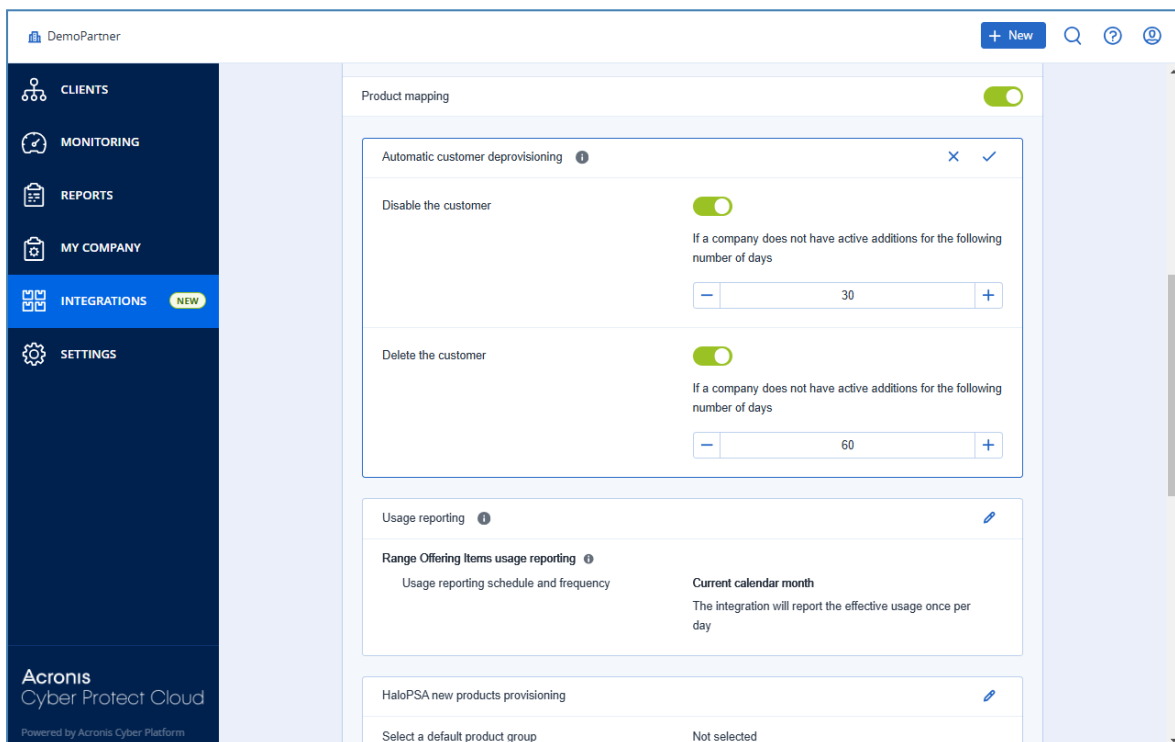 DemoPartner
+ New
CLIENTS
MONITORING
REPORTS
MY COMPANY
INTEGRATIONS NEW
SETTINGS
Acronis
Cyber Protect Cloud
Powered by Acronis Cyber Platform
Product mapping
Automatic customer deprovisioning
Disable the customer
If a company does not have active additions for the following
number of days
30
Delete the customer
If a company does not have active additions for the following
number of days
60
Usage reporting
Range Offering Items usage reporting
Usage reporting schedule and frequency
Current calendar month
The integration will report the effective usage once per
day
HaloPSA new products provisioning
Select a default product group
Not selected